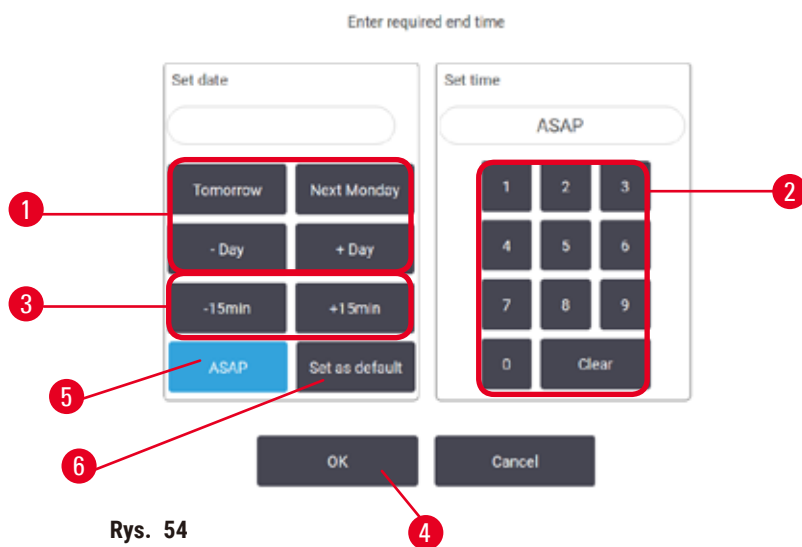 Enter required end time
Set date
Set time
ASAP
Tomorrow
Next Monday
1
2
3
2
1
- Day
+ Day
4
5
6
3
-15min
+15min
7
8
9
ASAP
Set as default
0
Clear
5
6
OK
Cancel
Rys. 54
4